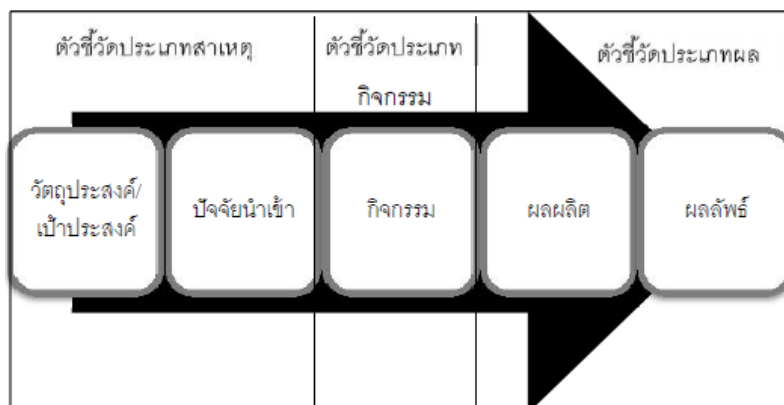 ตัวชี้วัดประเภทสาเหตุ
ตัวชี้วัดประเภท
กิจกรรม
ตัวชี้วัดประเภทผล
วัตถุประสงค์/
เป้าประสงค์
ปัจจัยนำเข้า
กิจกรรม
ผลผลิต
ผลลัพธ์